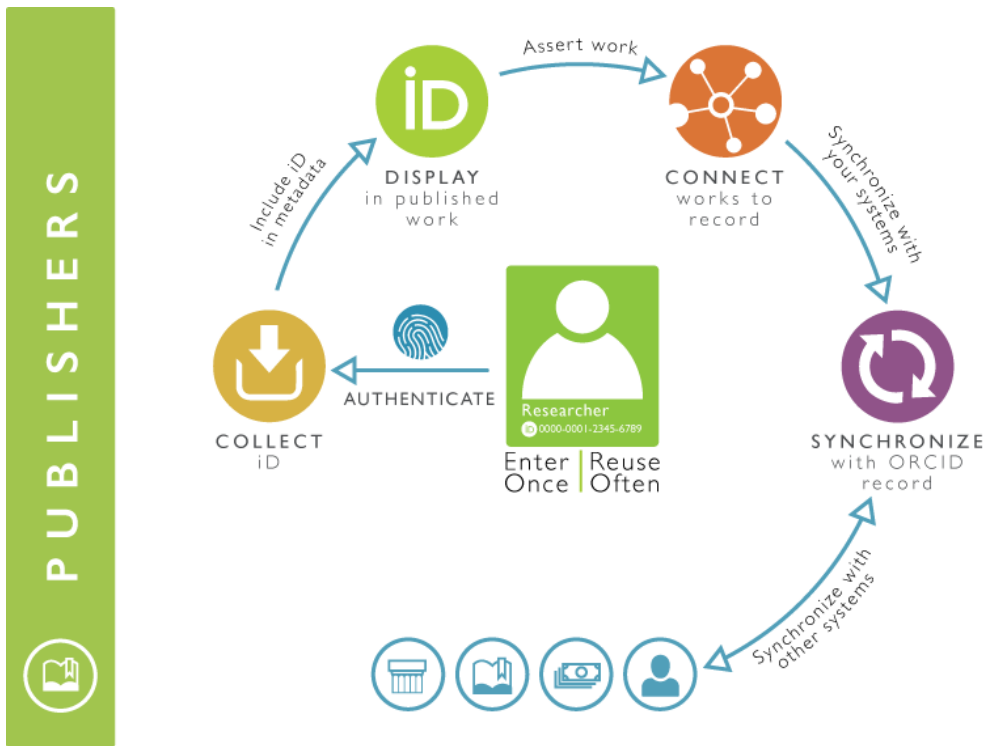 PUBLISHERS
Assert work
iD
DISPLAY
in published
work
CONNECT
works to
record
Include iD
in metadata
Synchronize with
your systems
AUTHENTICATE
COLLECT
iD
Researcher
iD 0000-0001-2345-6789
Enter
Once
Reuse
Often
SYNCHRONIZE
with ORCID
record
Synchronize with
other systems